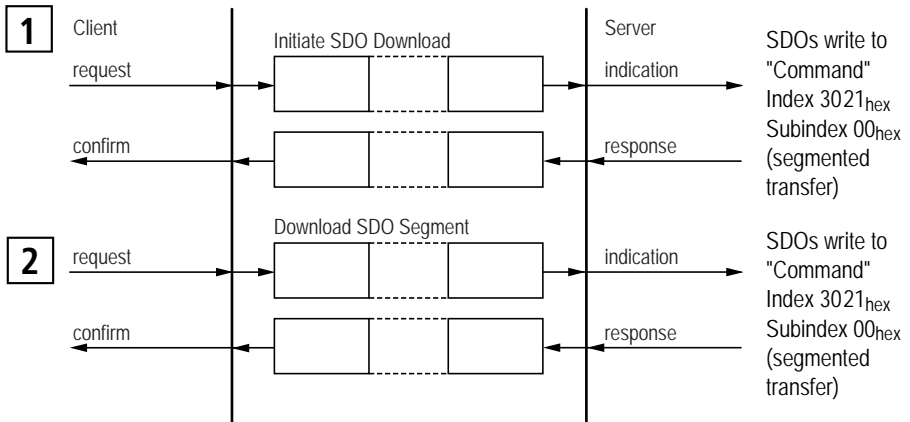 1
Client
Initiate SDO Download
Server
request
indication
confirm
response
SDOs write to
"Command"
Index 3021hex
Subindex 00hex
(segmented
transfer)
2
Download SDO Segment
request
indication
confirm
response
SDOs write to
"Command"
Index 3021hex
Subindex 00hex
(segmented
transfer)